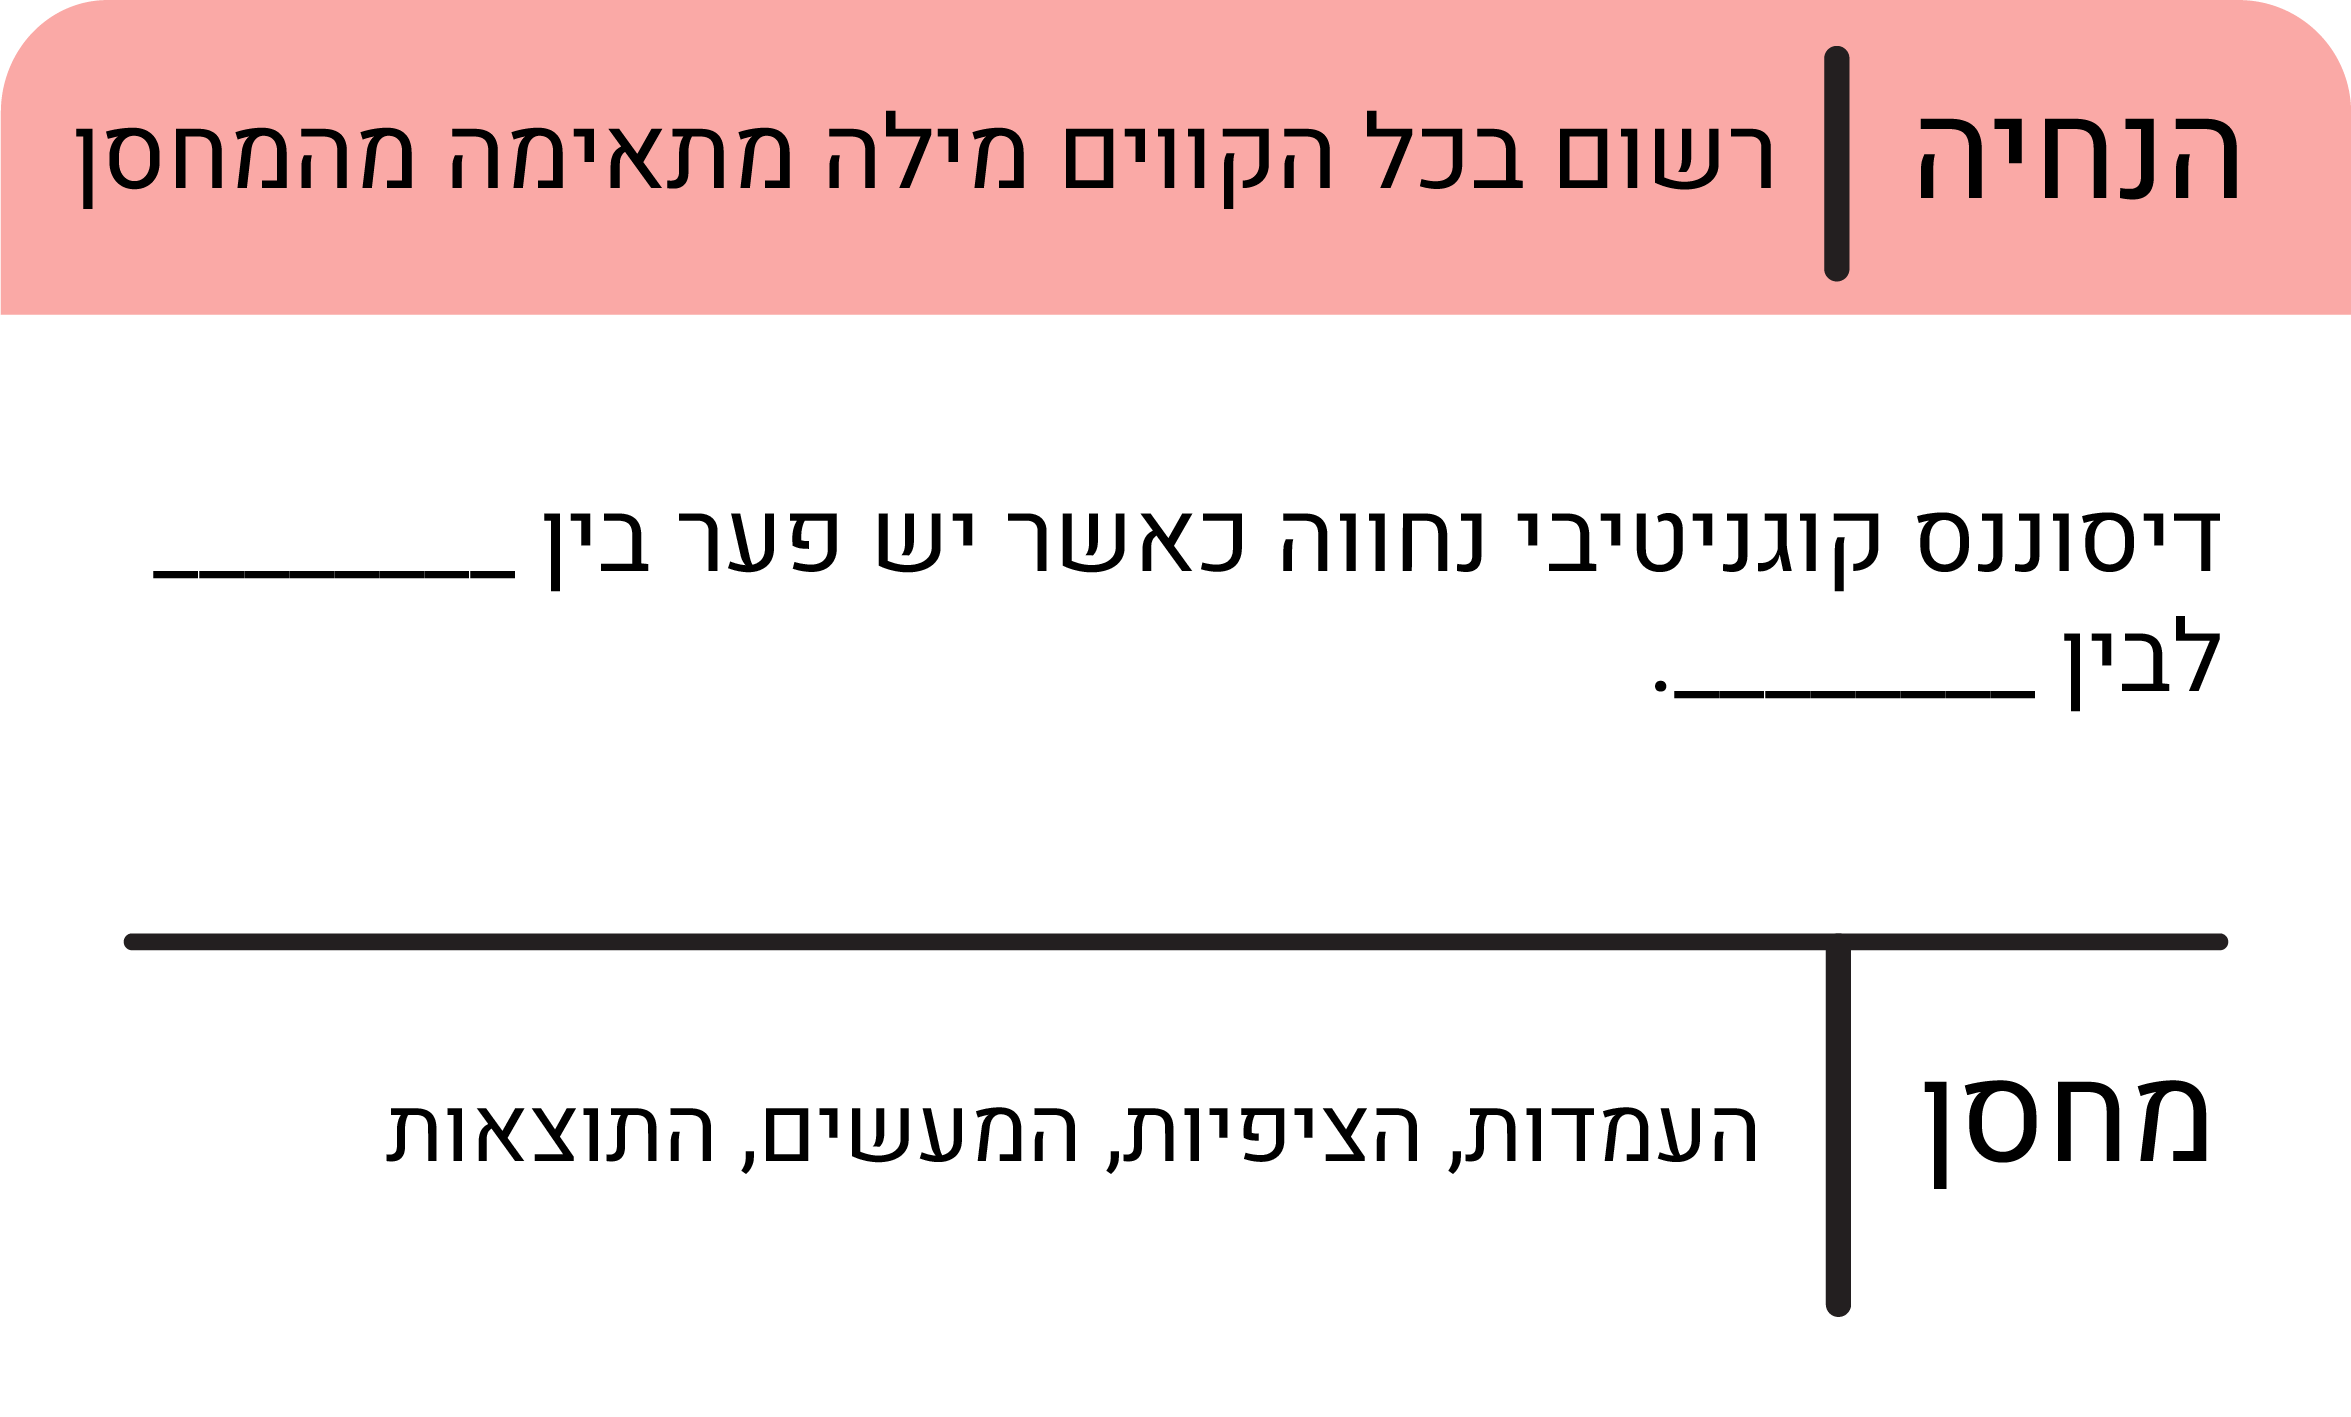 הנחיה
רשום בכל הקווים מילה מתאימה מהמחסן
דיסוננס קוגניטיבי נחווה כאשר יש פער בין ________
לבין ________.
מחסן
העמדות, הציפיות, המעשים, התוצאות